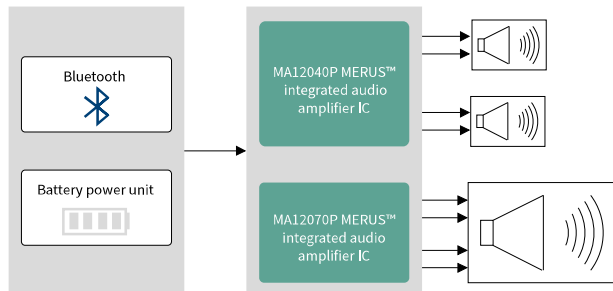 Bluetooth
Battery power unit
MA12040P MERUS™
integrated audio
amplifier IC
MA12070P MERUS™
integrated audio
amplifier IC